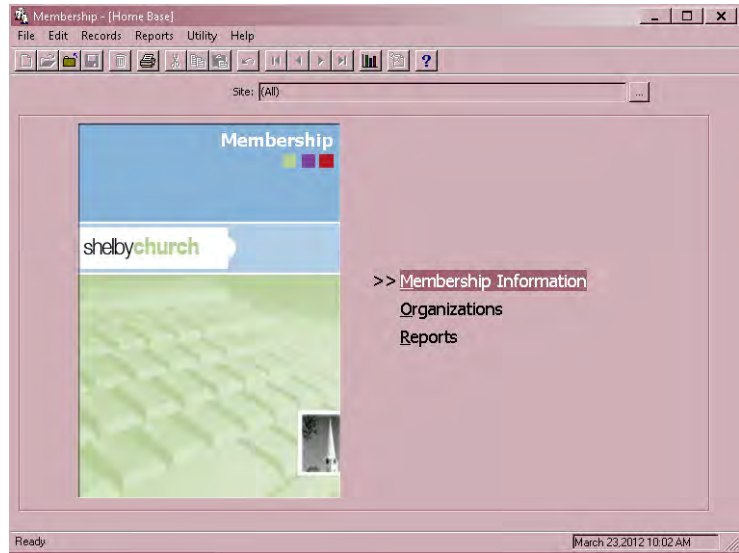 Membership - [Home Base]
File Edit Records Reports Utility Help
?
Site: (All) ...
Membership
shelbychurch
>> Membership Information
Organizations
Reports
Ready March 23,2012 10:02 AM